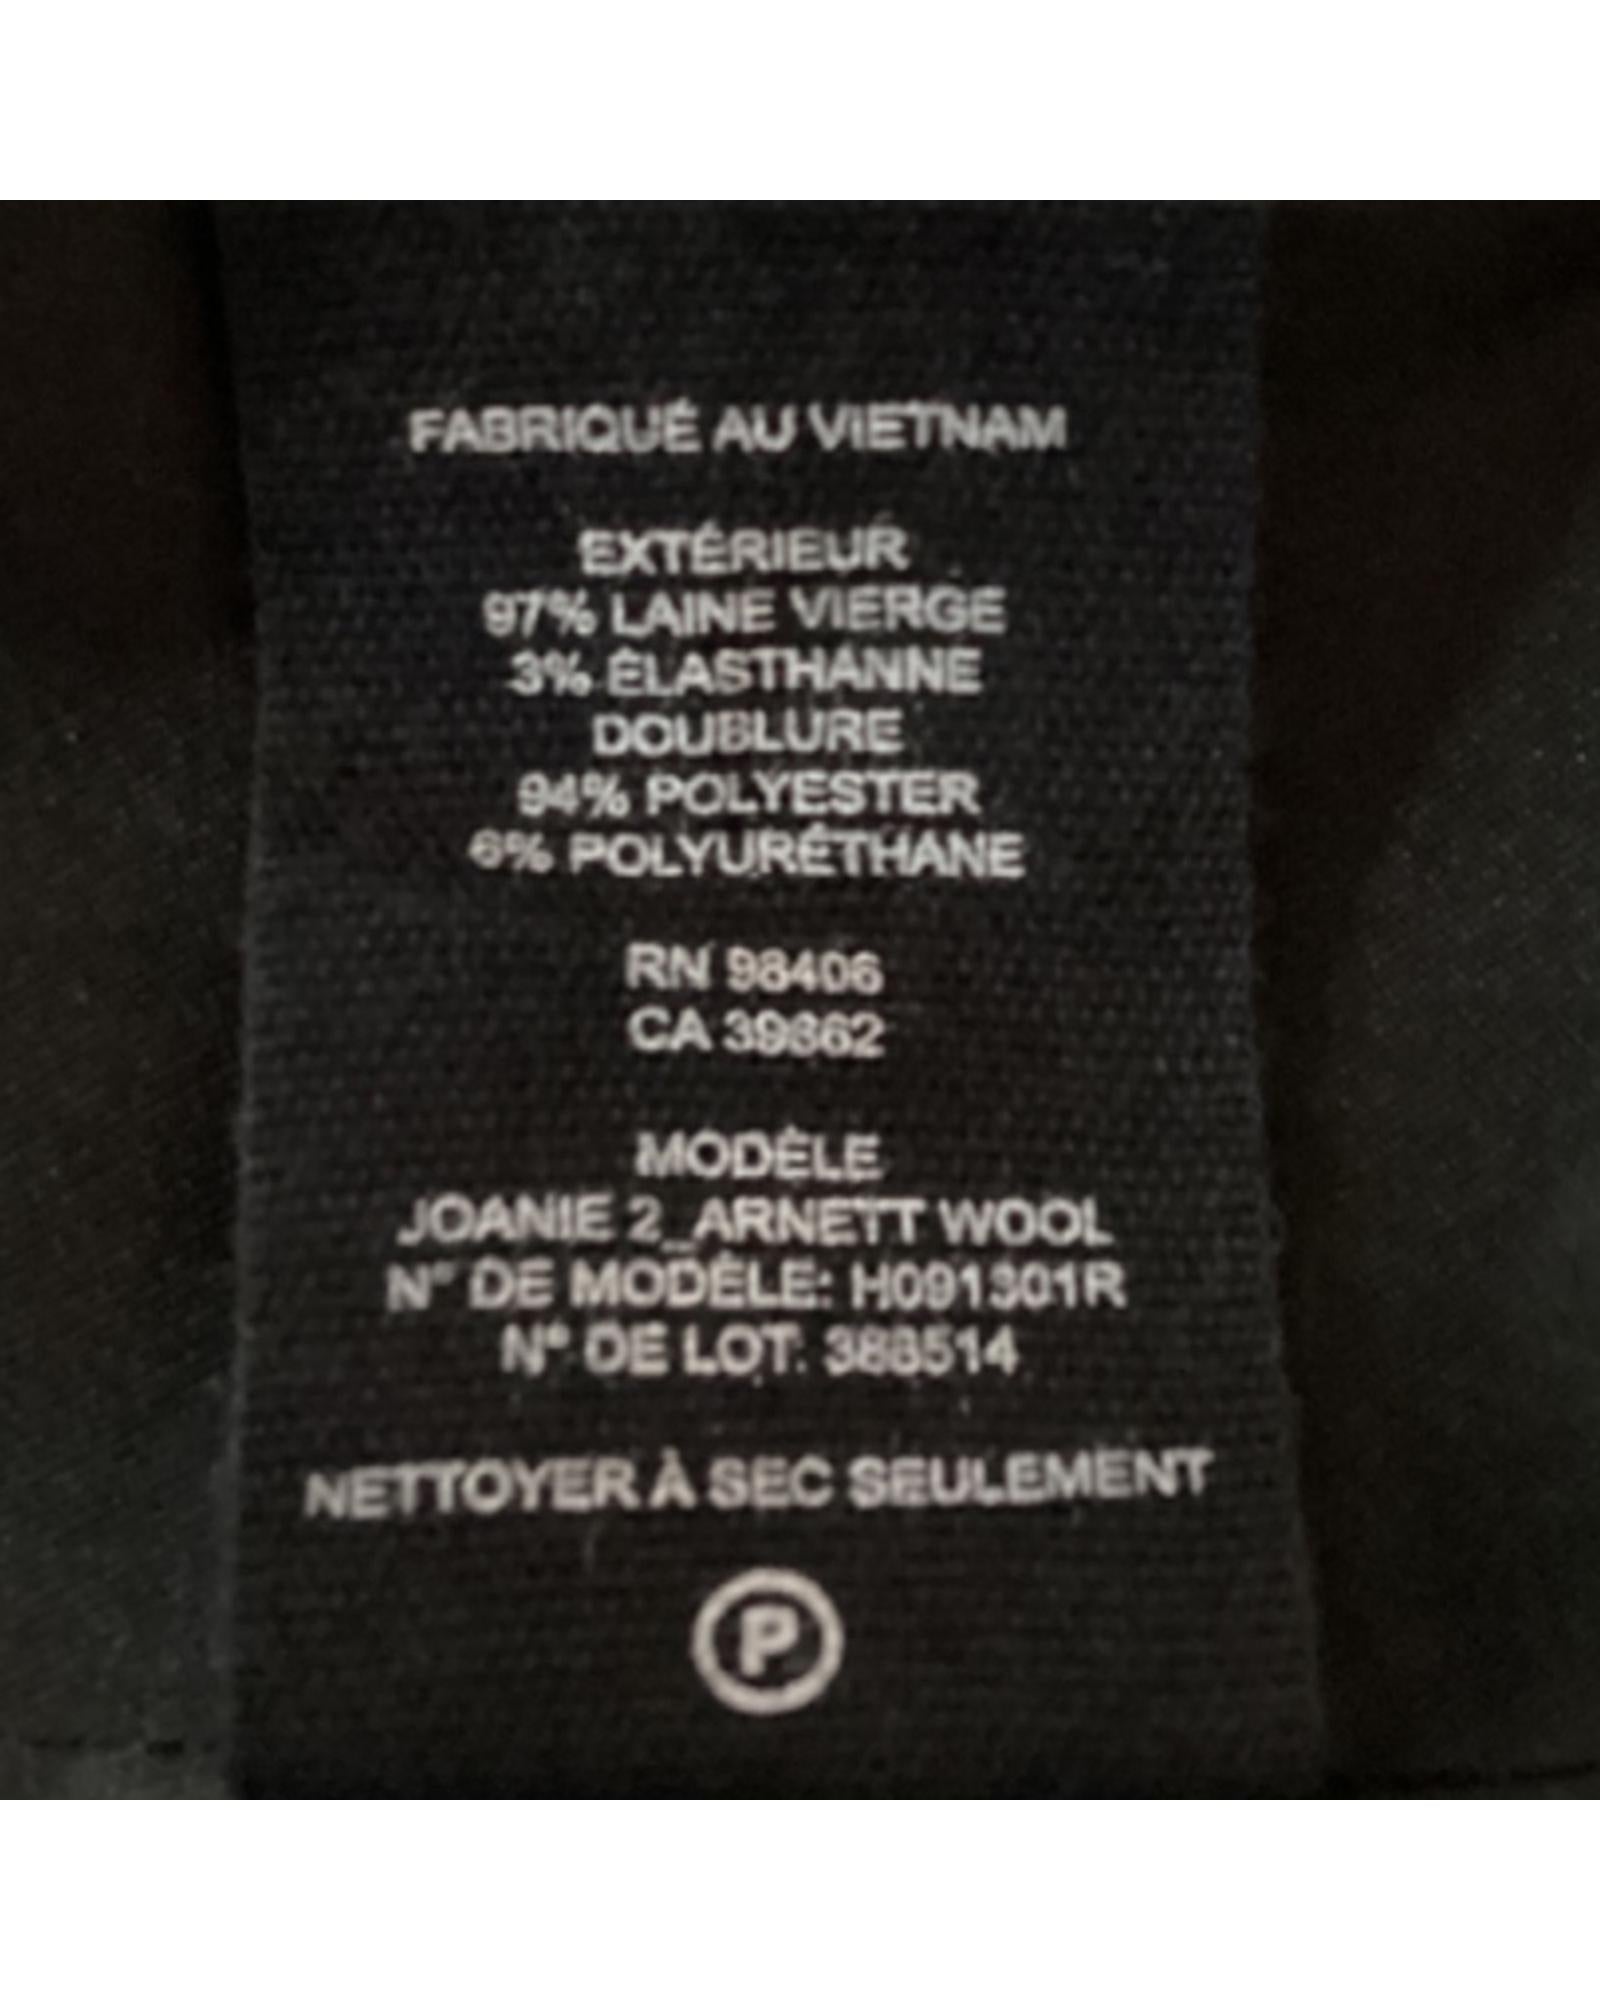 FABRIQUÉ AU VIETNAM
EXTÉRIEUR
97% LAINE VIERGE
3% ÉLASTHANNE
DOUBLURE
94% POLYESTER
6% POLYURÉTHANE
RN 98406
CA 39862
MODÈLE
JOANIE 2_ARNETT WOOL
N° DE MODÈLE: H091301R
N° DE LOT: 388514
NETTOYER À SEC SEULEMENT
P